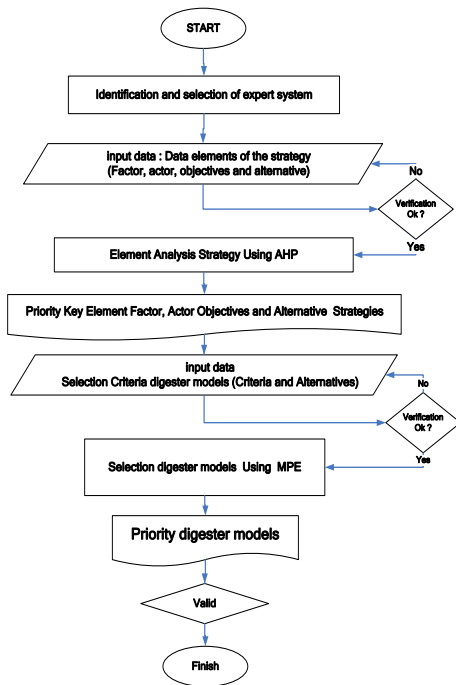 START
Identification and selection of expert system
input data : Data elements of the strategy
(Factor, actor, objectives and alternative)
No
Verification
Ok ?
Yes
Element Analysis Strategy Using AHP
Priority Key Element Factor, Actor Objectives and Alternative Strategies
input data
Selection Criteria digester models (Criteria and Alternatives)
No
Verification
Ok ?
Yes
Selection digester models Using MPE
Priority digester models
Valid
Finish